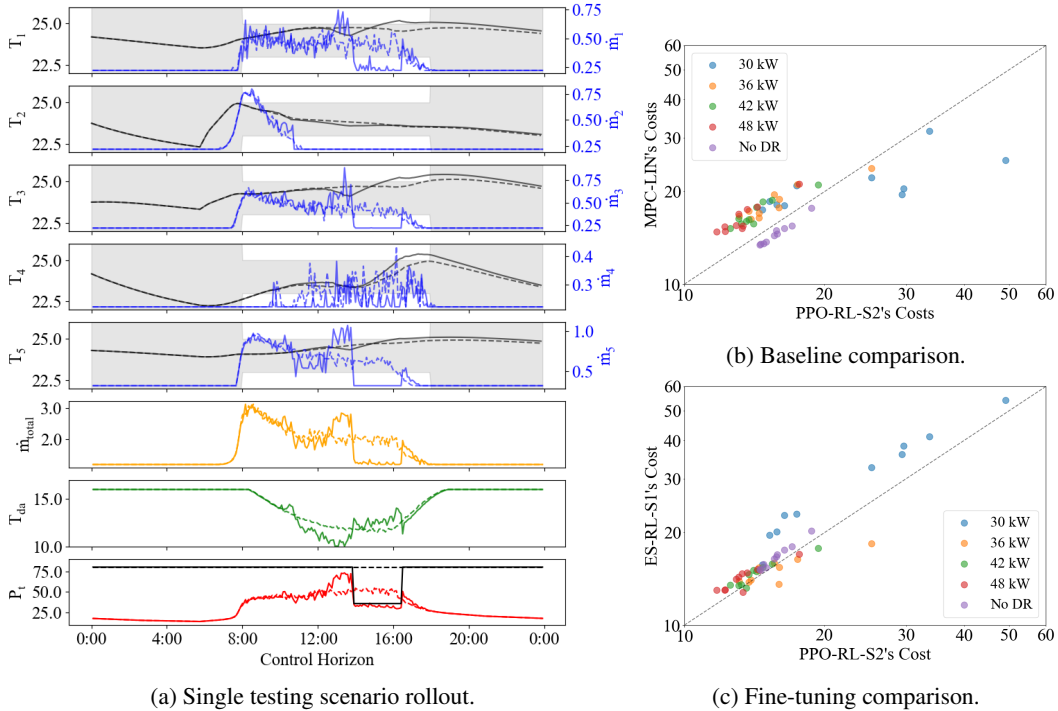 T₁
25.0
22.5
0.75
0.50
0.25
ṁ₁
T₂
25.0
22.5
0.75
0.50
0.25
ṁ₂
T₃
25.0
22.5
0.75
0.50
0.25
ṁ₃
T₄
25.0
22.5
0.4
0.3
ṁ₄
T₅
25.0
22.5
1.0
0.5
ṁ₅
ṁ_total
3.0
2.0
T_da
15.0
10.0
P_t
75.0
50.0
25.0
0:00 4:00 8:00 12:00 16:00 20:00 0:00
Control Horizon
(a) Single testing scenario rollout.
MPC-LIN's Costs
60
50
40
30
20
10
30 kW
36 kW
42 kW
48 kW
No DR
10 20 30 40 50 60
PPO-RL-S2's Costs
(b) Baseline comparison.
ES-RL-S1's Cost
60
50
40
30
20
10
30 kW
36 kW
42 kW
48 kW
No DR
10 20 30 40 50 60
PPO-RL-S2's Cost
(c) Fine-tuning comparison.